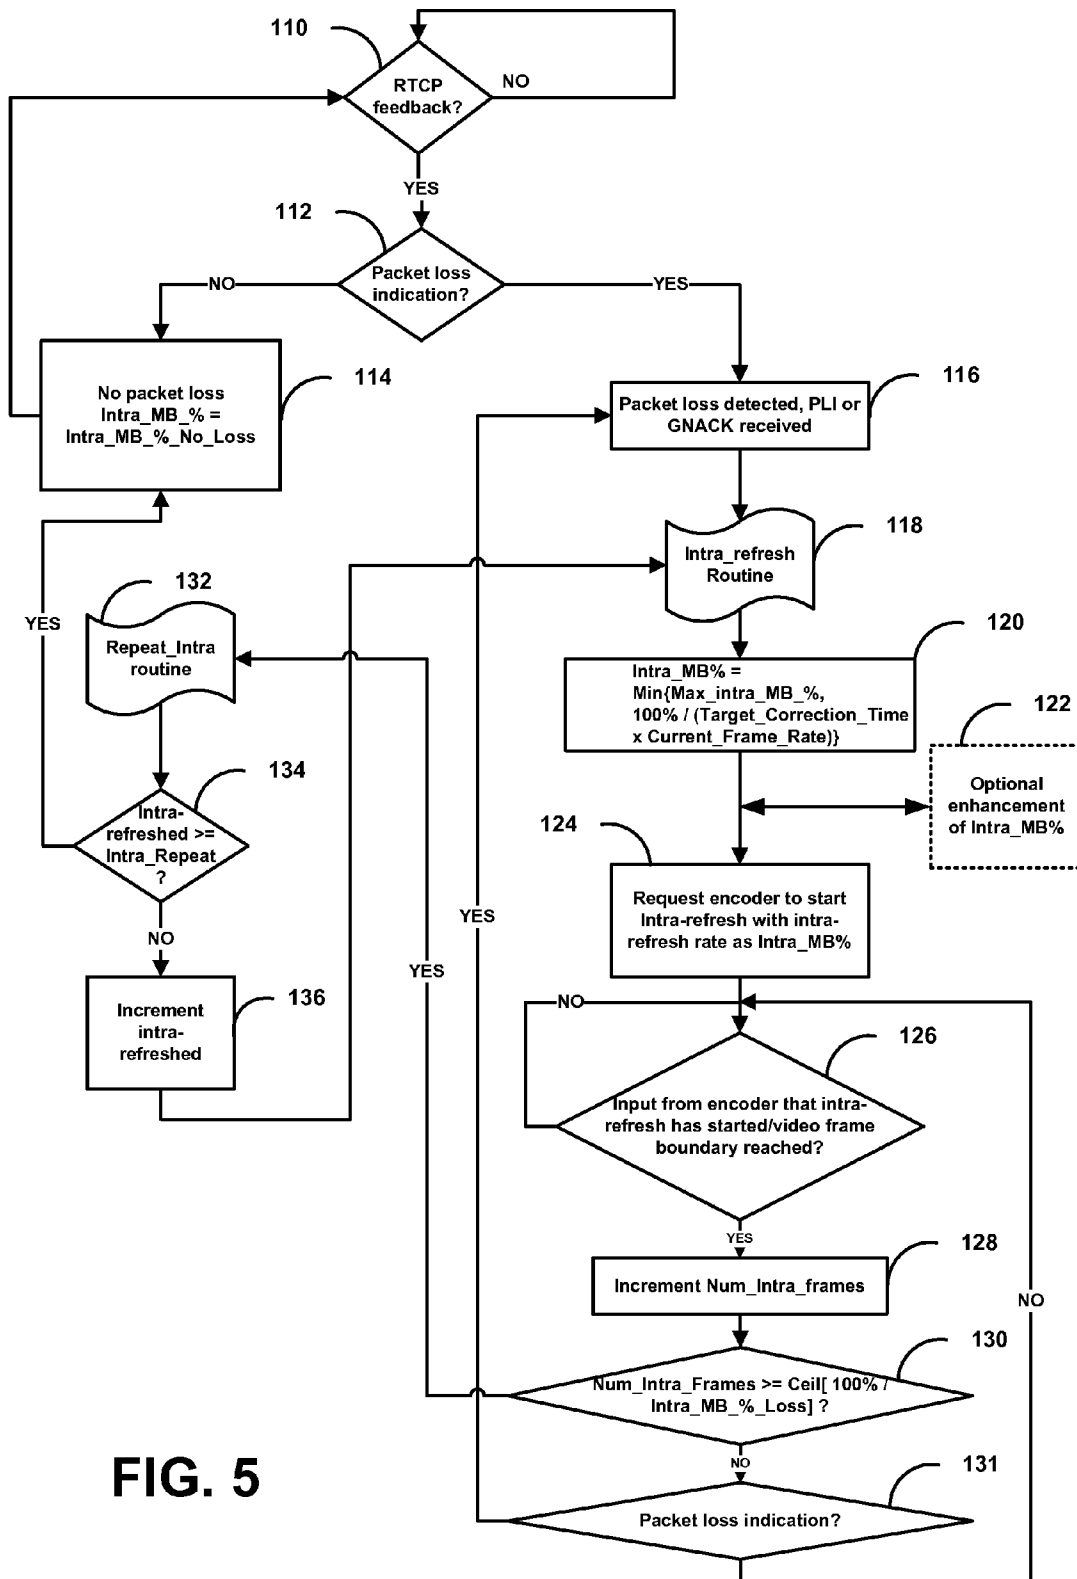 110
RTCP
feedback?
NO
YES
112
Packet loss
indication?
NO
YES
No packet loss
Intra_MB_% =
Intra_MB_%_No_Loss
114
116
Packet loss detected, PLI or
GNACK received
118
Intra_refresh
Routine
132
YES
Repeat_Intra
routine
120
Intra_MB% =
Min{Max_intra_MB_%,
100% / (Target_Correction_Time
x Current_Frame_Rate)}
122
Optional
enhancement
of Intra_MB%
134
Intra-
refreshed >=
Intra_Repeat
?
124
Request encoder to start
Intra-refresh with intra-
refresh rate as Intra_MB%
YES
NO
YES
136
Increment
intra-
refreshed
NO
126
Input from encoder that intra-
refresh has started/video frame
boundary reached?
YES
128
Increment Num_Intra_frames
NO
130
Num_Intra_Frames >= Ceil[ 100% /
Intra_MB_%_Loss] ?
NO
131
Packet loss indication?
FIG. 5